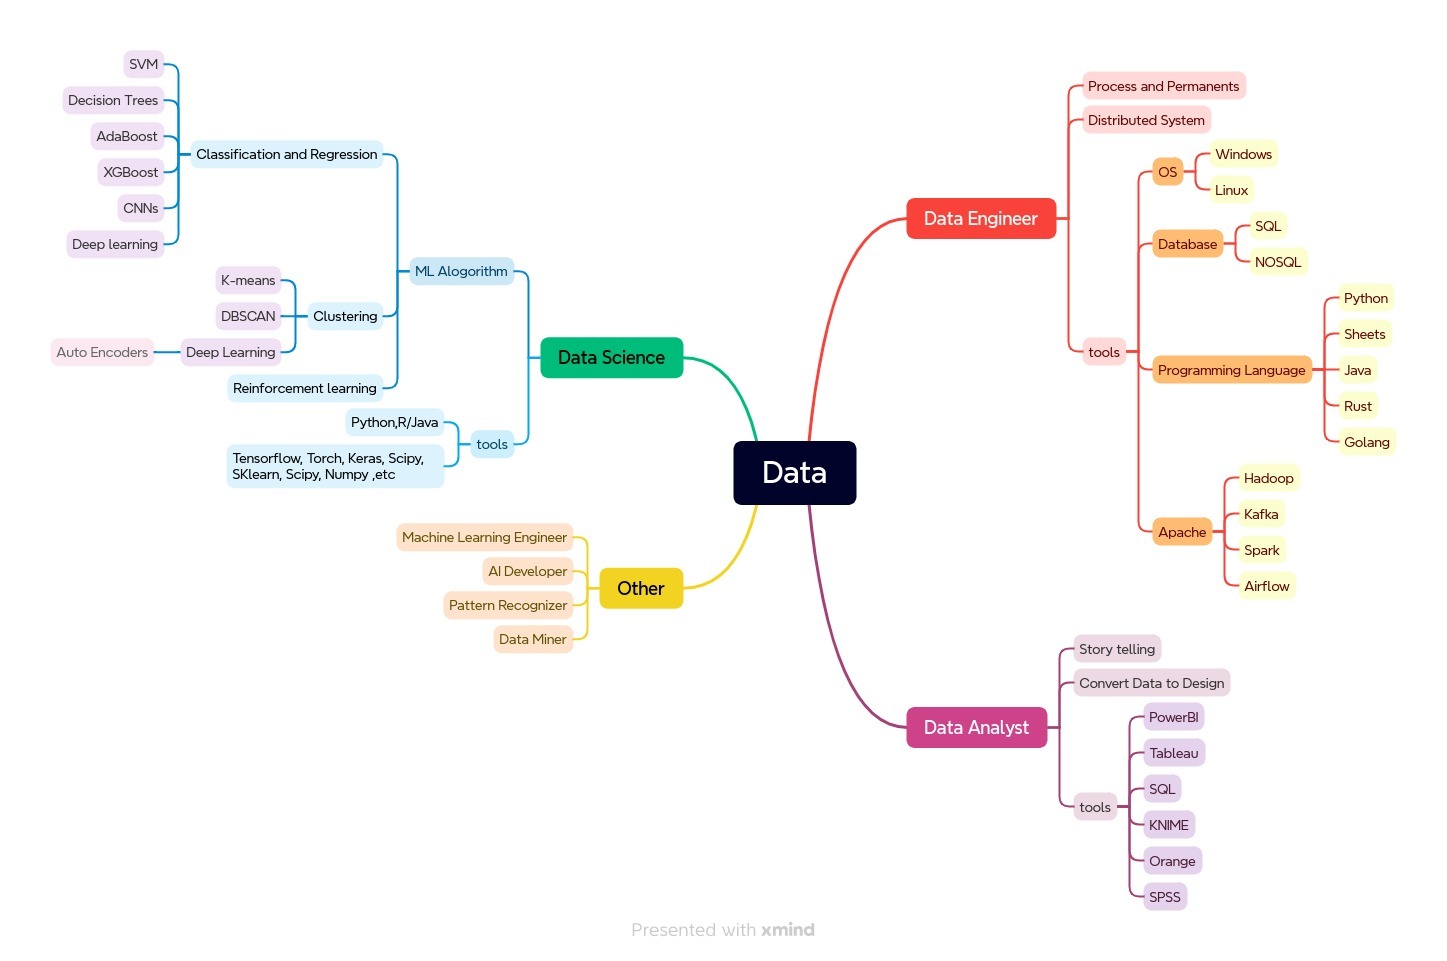 Data
Data Engineer
Process and Permanents
Distributed System
tools
OS
Windows
Linux
Database
SQL
NOSQL
Programming Language
Python
Sheets
Java
Rust
Golang
Apache
Hadoop
Kafka
Spark
Airflow
Data Analyst
Story telling
Convert Data to Design
tools
PowerBI
Tableau
SQL
KNIME
Orange
SPSS
Data Science
ML Alogorithm
Classification and Regression
SVM
Decision Trees
AdaBoost
XGBoost
CNNs
Deep learning
Clustering
K-means
DBSCAN
Deep Learning
Auto Encoders
Reinforcement learning
tools
Python,R/Java
Tensorflow, Torch, Keras, Scipy,
SKlearn, Scipy, Numpy ,etc
Other
Machine Learning Engineer
AI Developer
Pattern Recognizer
Data Miner
Presented with xmind